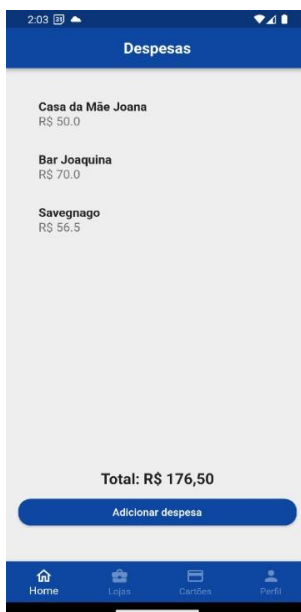 2:03 31
Despesas
Casa da Mãe Joana
R$ 50.0
Bar Joaquina
R$ 70.0
Savegnago
R$ 56.5
Total: R$ 176,50
Adicionar despesa
Home Lojas Cartões Perfil